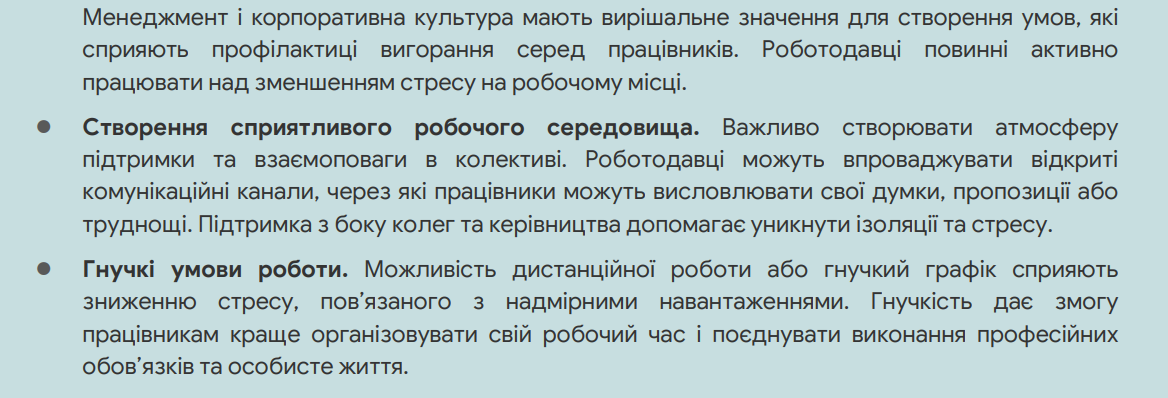 Менеджмент і корпоративна культура мають вирішальне значення для створення умов, які
сприяють профілактиці вигорання серед працівників. Роботодавці повинні активно
працювати над зменшенням стресу на робочому місці.
● Створення сприятливого робочого середовища. Важливо створювати атмосферу
підтримки та взаємоповаги в колективі. Роботодавці можуть впроваджувати відкриті
комунікаційні канали, через які працівники можуть висловлювати свої думки, пропозиції або
труднощі. Підтримка з боку колег та керівництва допомагає уникнути ізоляції та стресу.
● Гнучкі умови роботи. Можливість дистанційної роботи або гнучкий графік сприяють
зниженню стресу, пов’язаного з надмірними навантаженнями. Гнучкість дає змогу
працівникам краще організовувати свій робочий час і поєднувати виконання професійних
обов’язків та особисте життя.